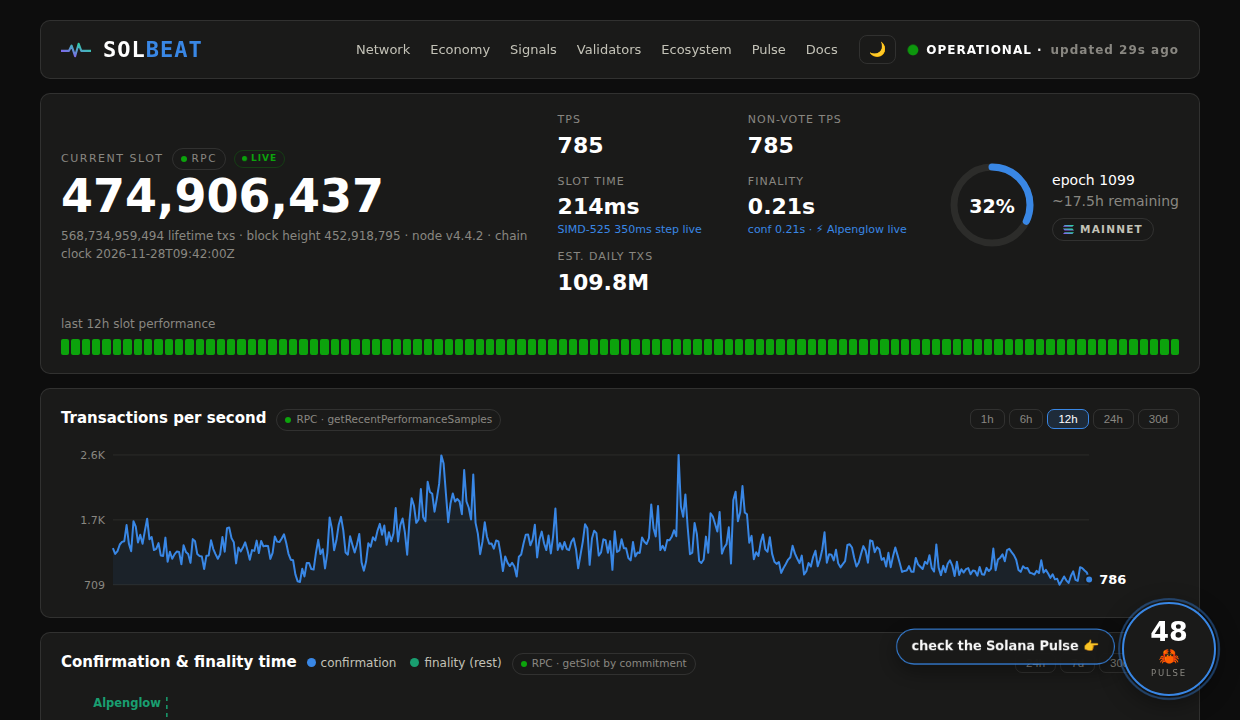 SOLBEAT
Network Economy Signals Validators Ecosystem Pulse Docs 🌙 OPERATIONAL · updated 29s ago
CURRENT SLOT RPC LIVE
474,906,437
568,734,959,494 lifetime txs · block height 452,918,795 · node v4.4.2 · chain
clock 2026-11-28T09:42:00Z
TPS
785
NON-VOTE TPS
785
SLOT TIME
214ms
SIMD-525 350ms step live
FINALITY
0.21s
conf 0.21s · ⚡ Alpenglow live
EST. DAILY TXS
109.8M
32%
epoch 1099
~17.5h remaining
MAINNET
last 12h slot performance
Transactions per second RPC · getRecentPerformanceSamples
1h 6h 12h 24h 30d
2.6K
1.7K
709
786
Confirmation & finality time confirmation finality (rest) RPC · getSlot by commitment
check the Solana Pulse 👉
48
🦀
PULSE
Alpenglow